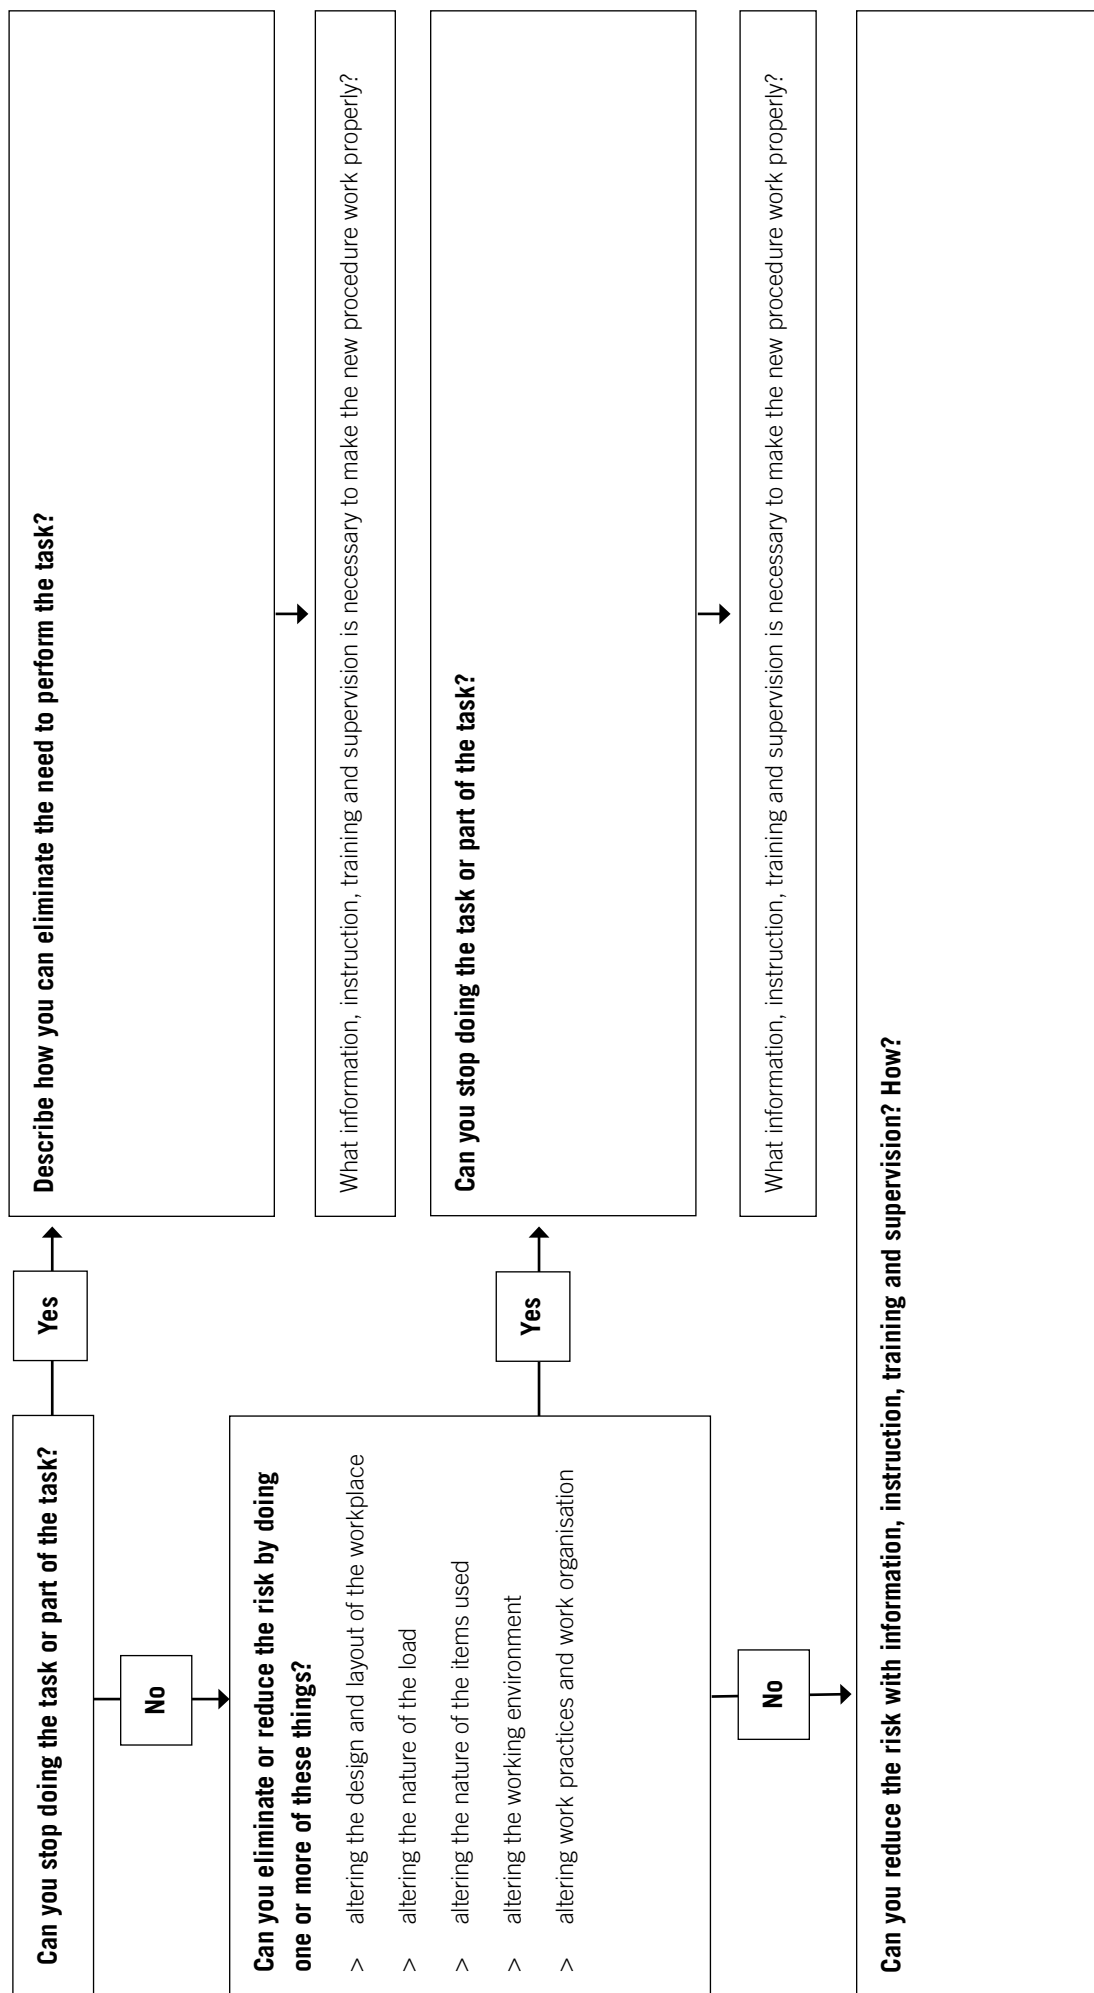 Can you stop doing the task or part of the task?
Yes
Describe how you can eliminate the need to perform the task?
What information, instruction, training and supervision is necessary to make the new procedure work properly?
No
Can you eliminate or reduce the risk by doing
one or more of these things?
> altering the design and layout of the workplace
> altering the nature of the load
> altering the nature of the items used
> altering the working environment
> altering work practices and work organisation
Yes
Can you stop doing the task or part of the task?
What information, instruction, training and supervision is necessary to make the new procedure work properly?
No
Can you reduce the risk with information, instruction, training and supervision? How?